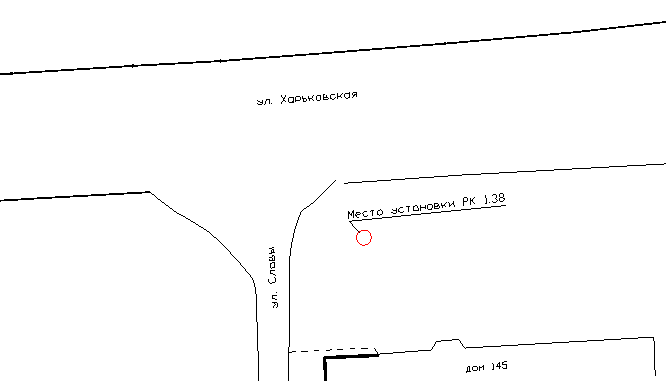 ул. Харьковская
Место установки РК 1.38
ул. Славы
дом 145